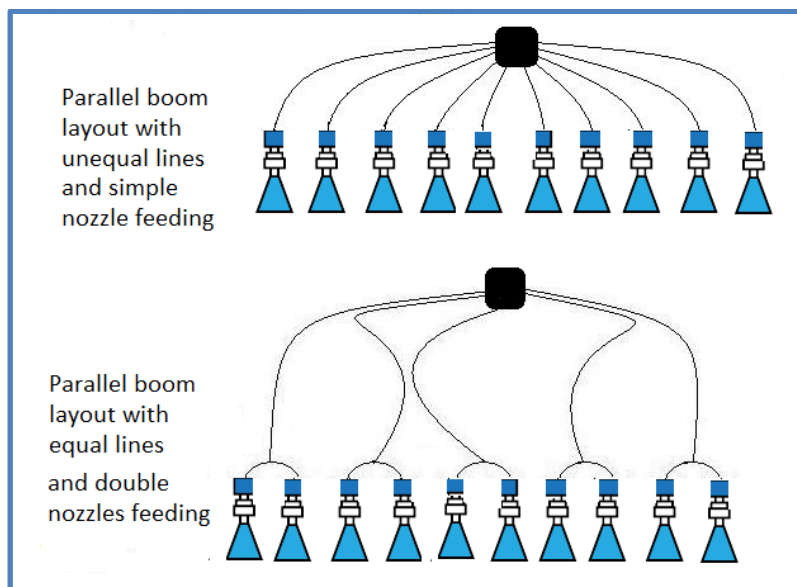 Parallel boom
layout with
unequal lines
and simple
nozzle feeding
Parallel boom
layout with
equal lines
and double
nozzles feeding